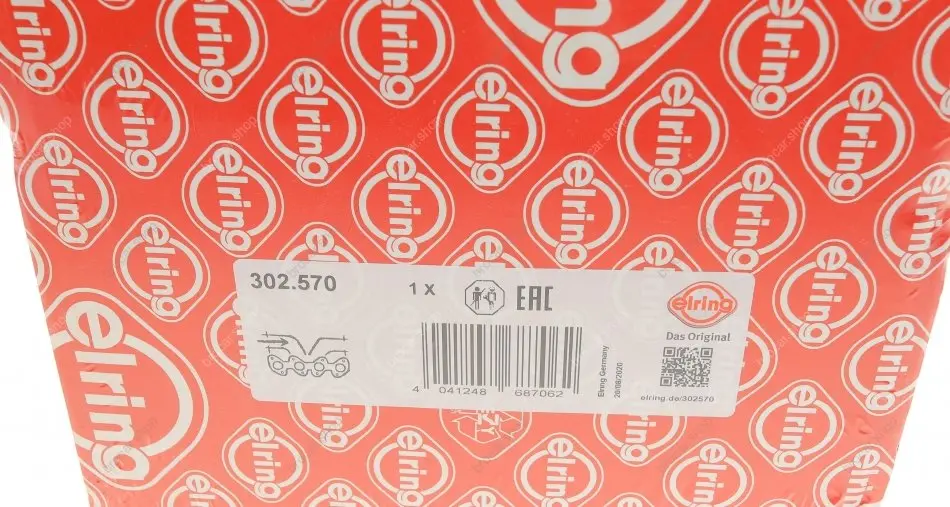 302.570
1 x
EAC
elring
Das Original
4 041248 687062
Elring Germany
20/08/2020
elring.de/302570
elring